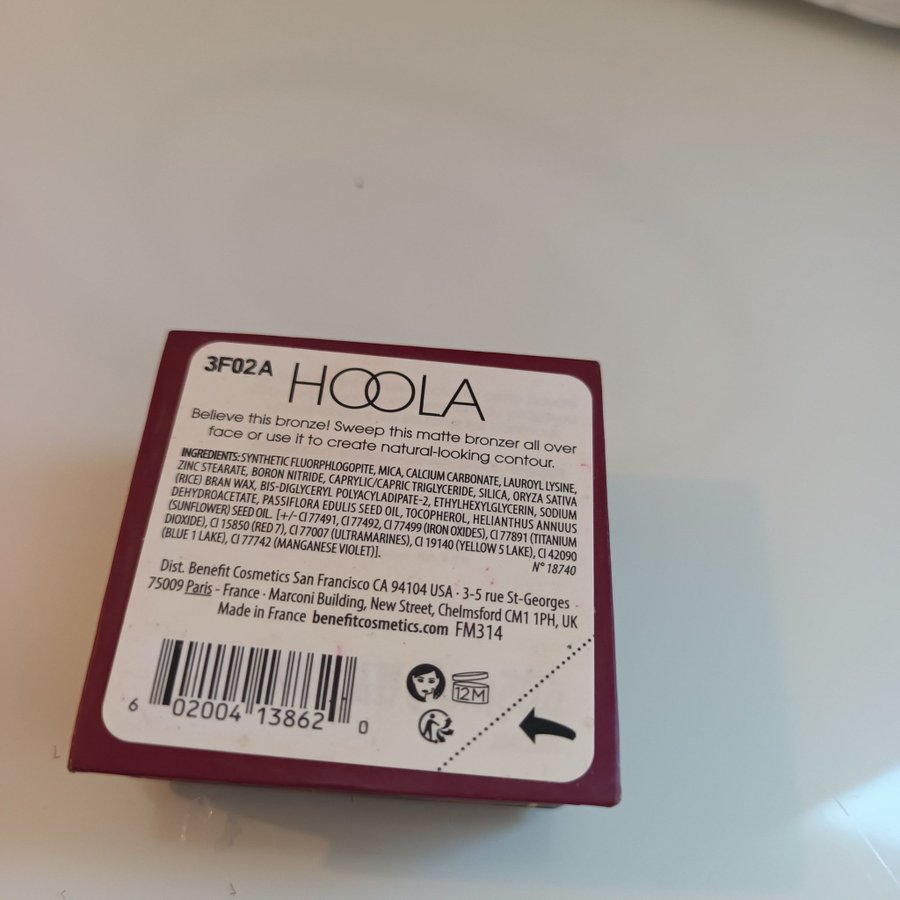 3F02A
HOOLA
Believe this bronze! Sweep this matte bronzer all over
face or use it to create natural-looking contour.
INGREDIENTS: SYNTHETIC FLUORPHLOGOPITE, MICA, CALCIUM CARBONATE, LAUROYL LYSINE,
ZINC STEARATE, BORON NITRIDE, CAPRYLIC/CAPRIC TRIGLYCERIDE, SILICA, ORYZA SATIVA
(RICE) BRAN WAX, BIS-DIGLYCERYL POLYACYLADIPATE-2, ETHYLHEXYLGLYCERIN, SODIUM
DEHYDROACETATE, PASSIFLORA EDULIS SEED OIL, TOCOPHEROL, HELIANTHUS ANNUUS
(SUNFLOWER) SEED OIL. [+/- CI 77491, CI 77492, CI 77499 (IRON OXIDES), CI 77891 (TITANIUM
DIOXIDE), CI 15850 (RED 7), CI 77007 (ULTRAMARINES), CI 19140 (YELLOW 5 LAKE), CI 42090
(BLUE 1 LAKE), CI 77742 (MANGANESE VIOLET)].
N° 18740
Dist. Benefit Cosmetics San Francisco CA 94104 USA · 3-5 rue St-Georges
75009 Paris - France · Marconi Building, New Street, Chelmsford CM1 1PH, UK
Made in France benefitcosmetics.com FM314
6 02004 13862 0
12M